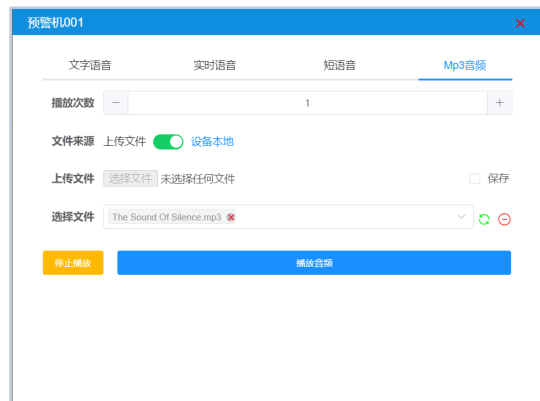 预警机001
文字语音 实时语音 短语音 Mp3音频
播放次数 1
文件来源 上传文件 设备本地
上传文件 选择文件 未选择任何文件 保存
选择文件 The Sound Of Silence.mp3
停止播放 播放音频